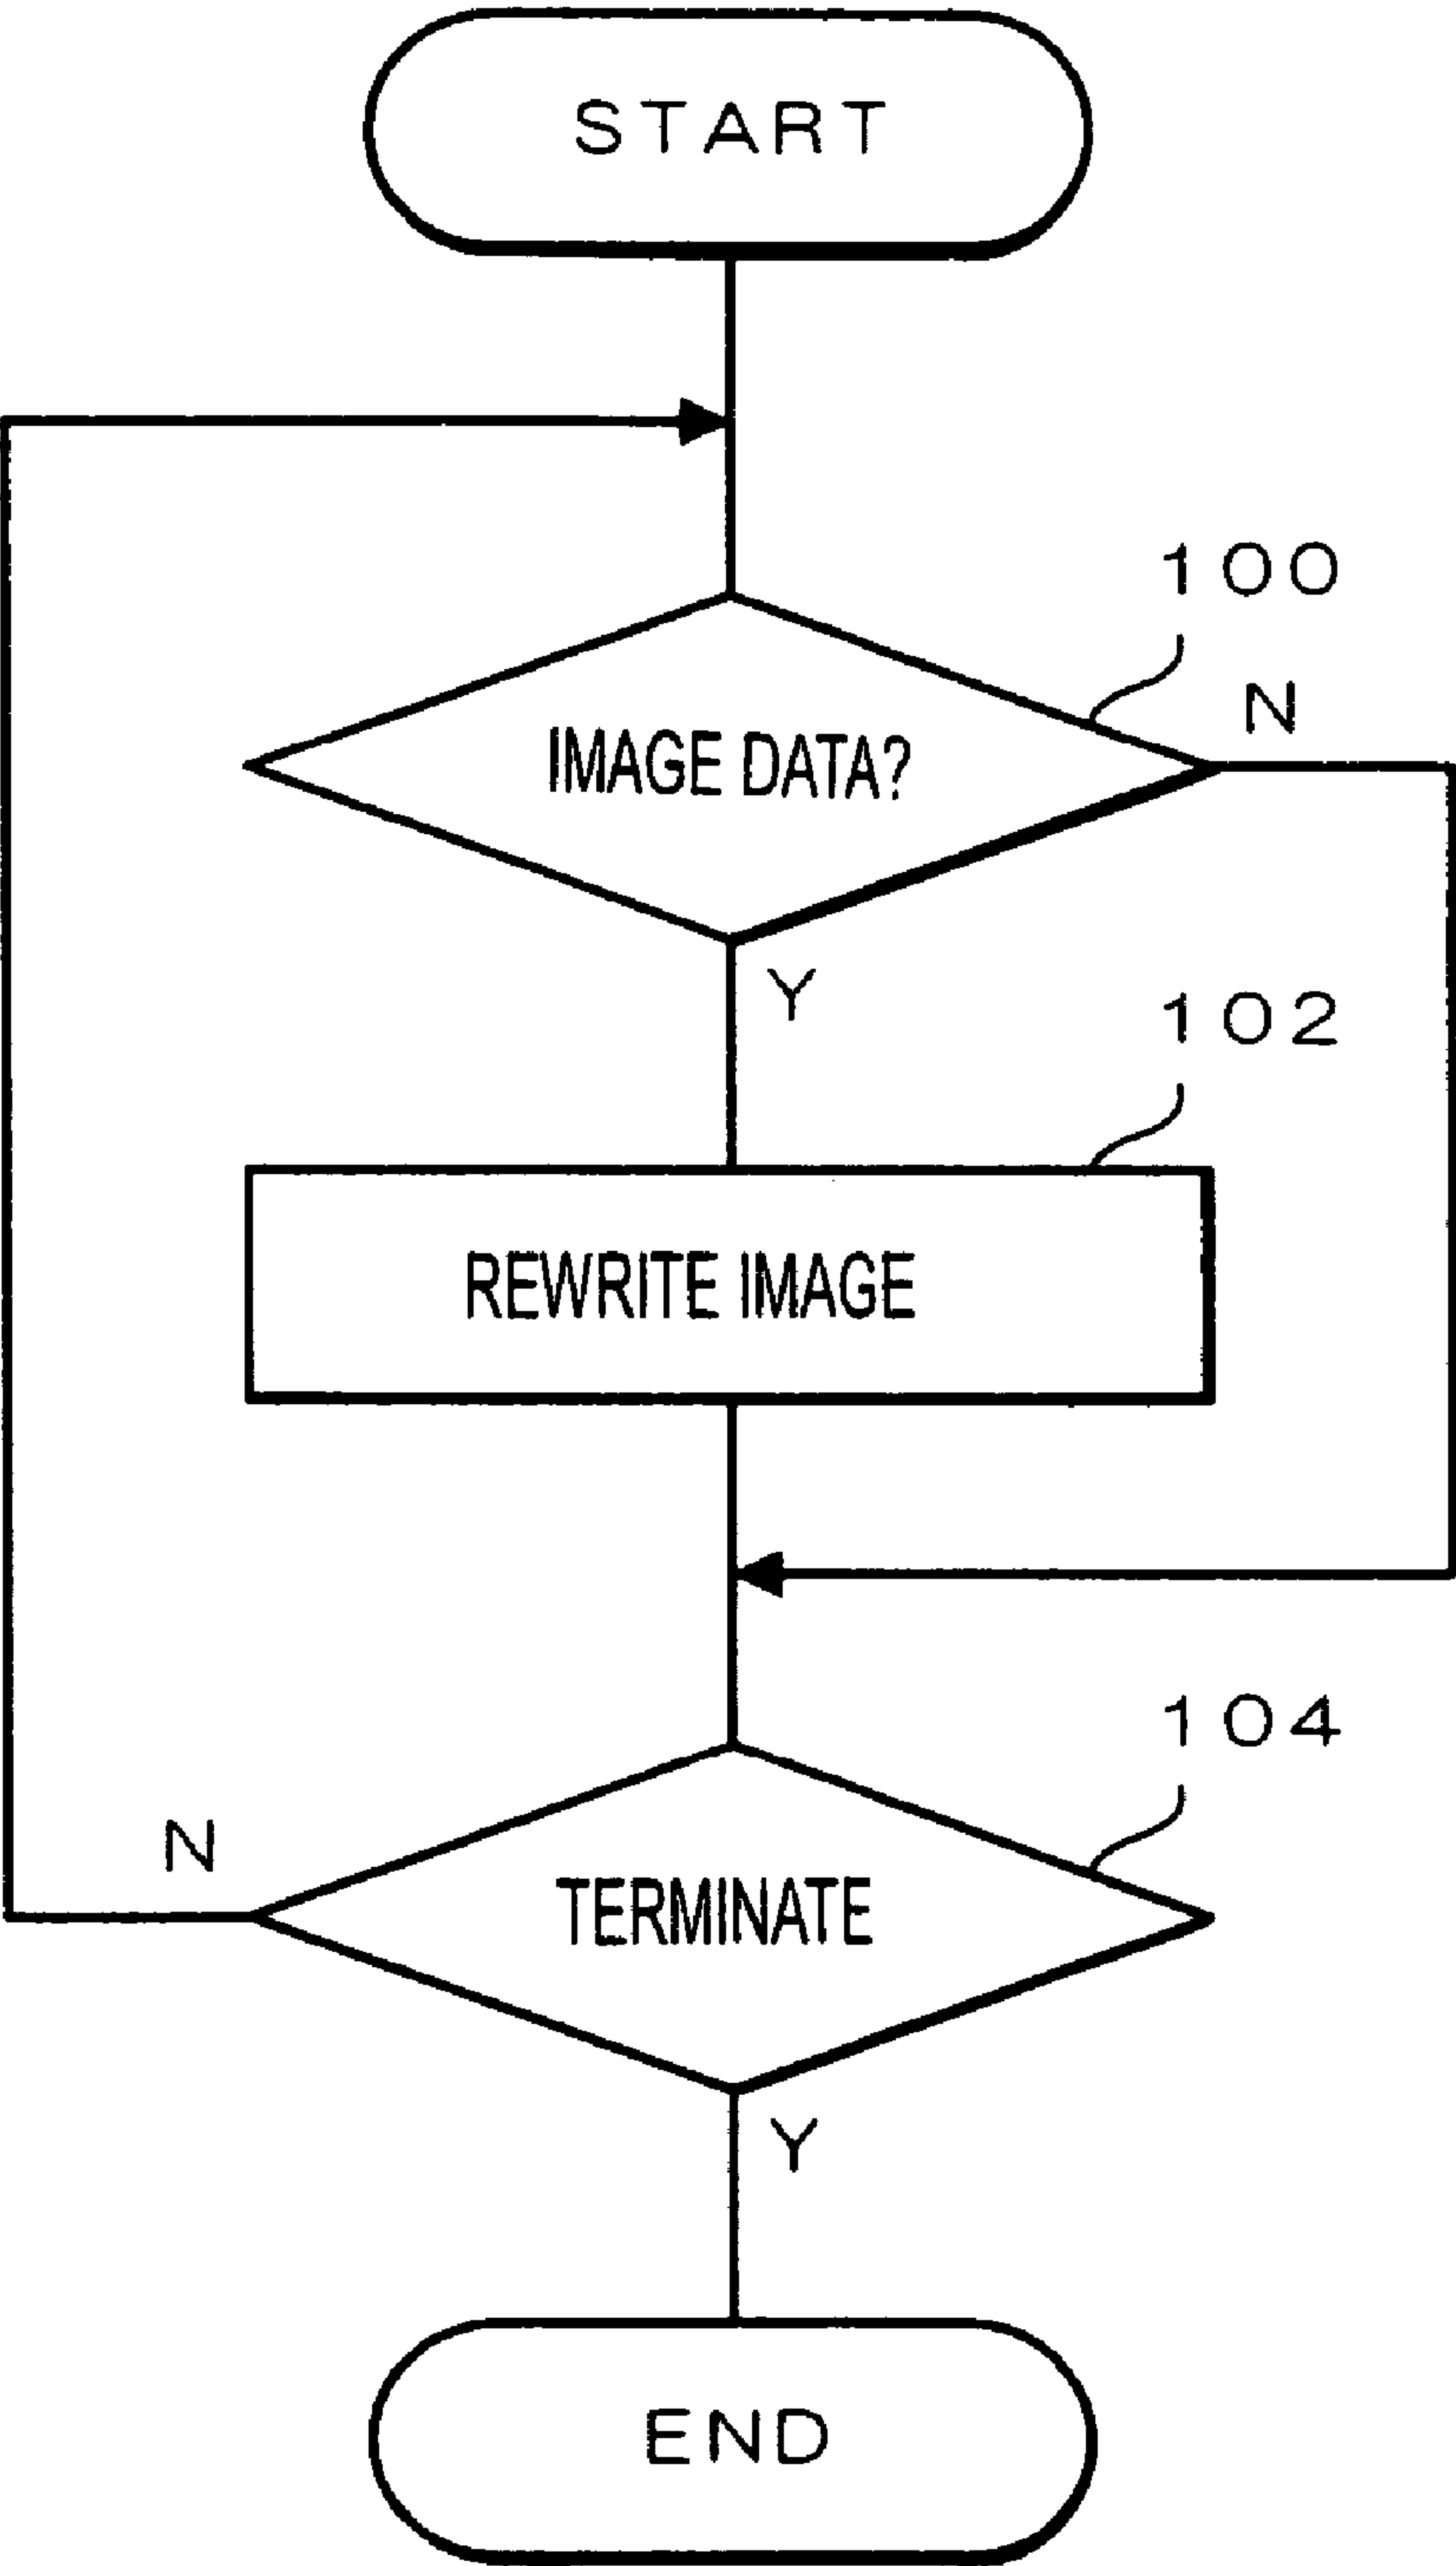 START
100
IMAGE DATA?
N
Y
102
REWRITE IMAGE
104
N
TERMINATE
Y
END